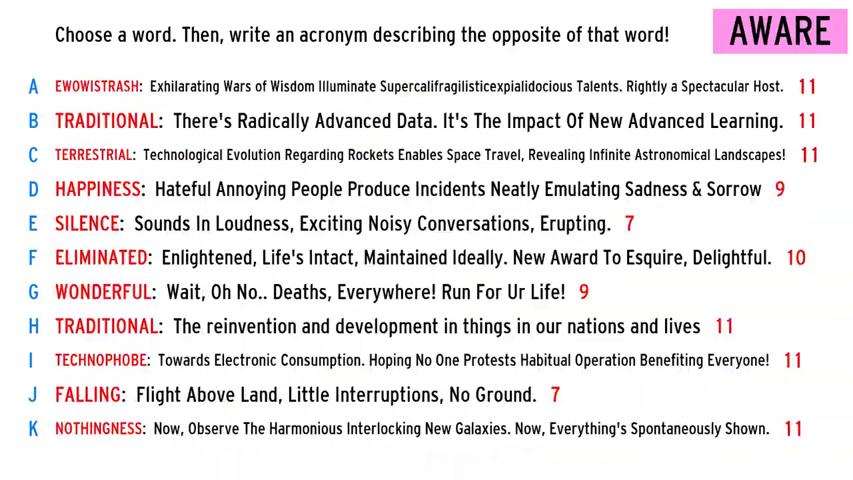 Choose a word. Then, write an acronym describing the opposite of that word!
AWARE
A EWOWISTRASH: Exhilarating Wars of Wisdom Illuminate Supercalifragilisticexpialidocious Talents. Rightly a Spectacular Host. 11
B TRADITIONAL: There's Radically Advanced Data. It's The Impact Of New Advanced Learning. 11
C TERRESTRIAL: Technological Evolution Regarding Rockets Enables Space Travel, Revealing Infinite Astronomical Landscapes! 11
D HAPPINESS: Hateful Annoying People Produce Incidents Neatly Emulating Sadness & Sorrow 9
E SILENCE: Sounds In Loudness, Exciting Noisy Conversations, Erupting. 7
F ELIMINATED: Enlightened, Life's Intact, Maintained Ideally. New Award To Esquire, Delightful. 10
G WONDERFUL: Wait, Oh No.. Deaths, Everywhere! Run For Ur Life! 9
H TRADITIONAL: The reinvention and development in things in our nations and lives 11
I TECHNOPHOBE: Towards Electronic Consumption. Hoping No One Protests Habitual Operation Benefiting Everyone! 11
J FALLING: Flight Above Land, Little Interruptions, No Ground. 7
K NOTHINGNESS: Now, Observe The Harmonious Interlocking New Galaxies. Now, Everything's Spontaneously Shown. 11